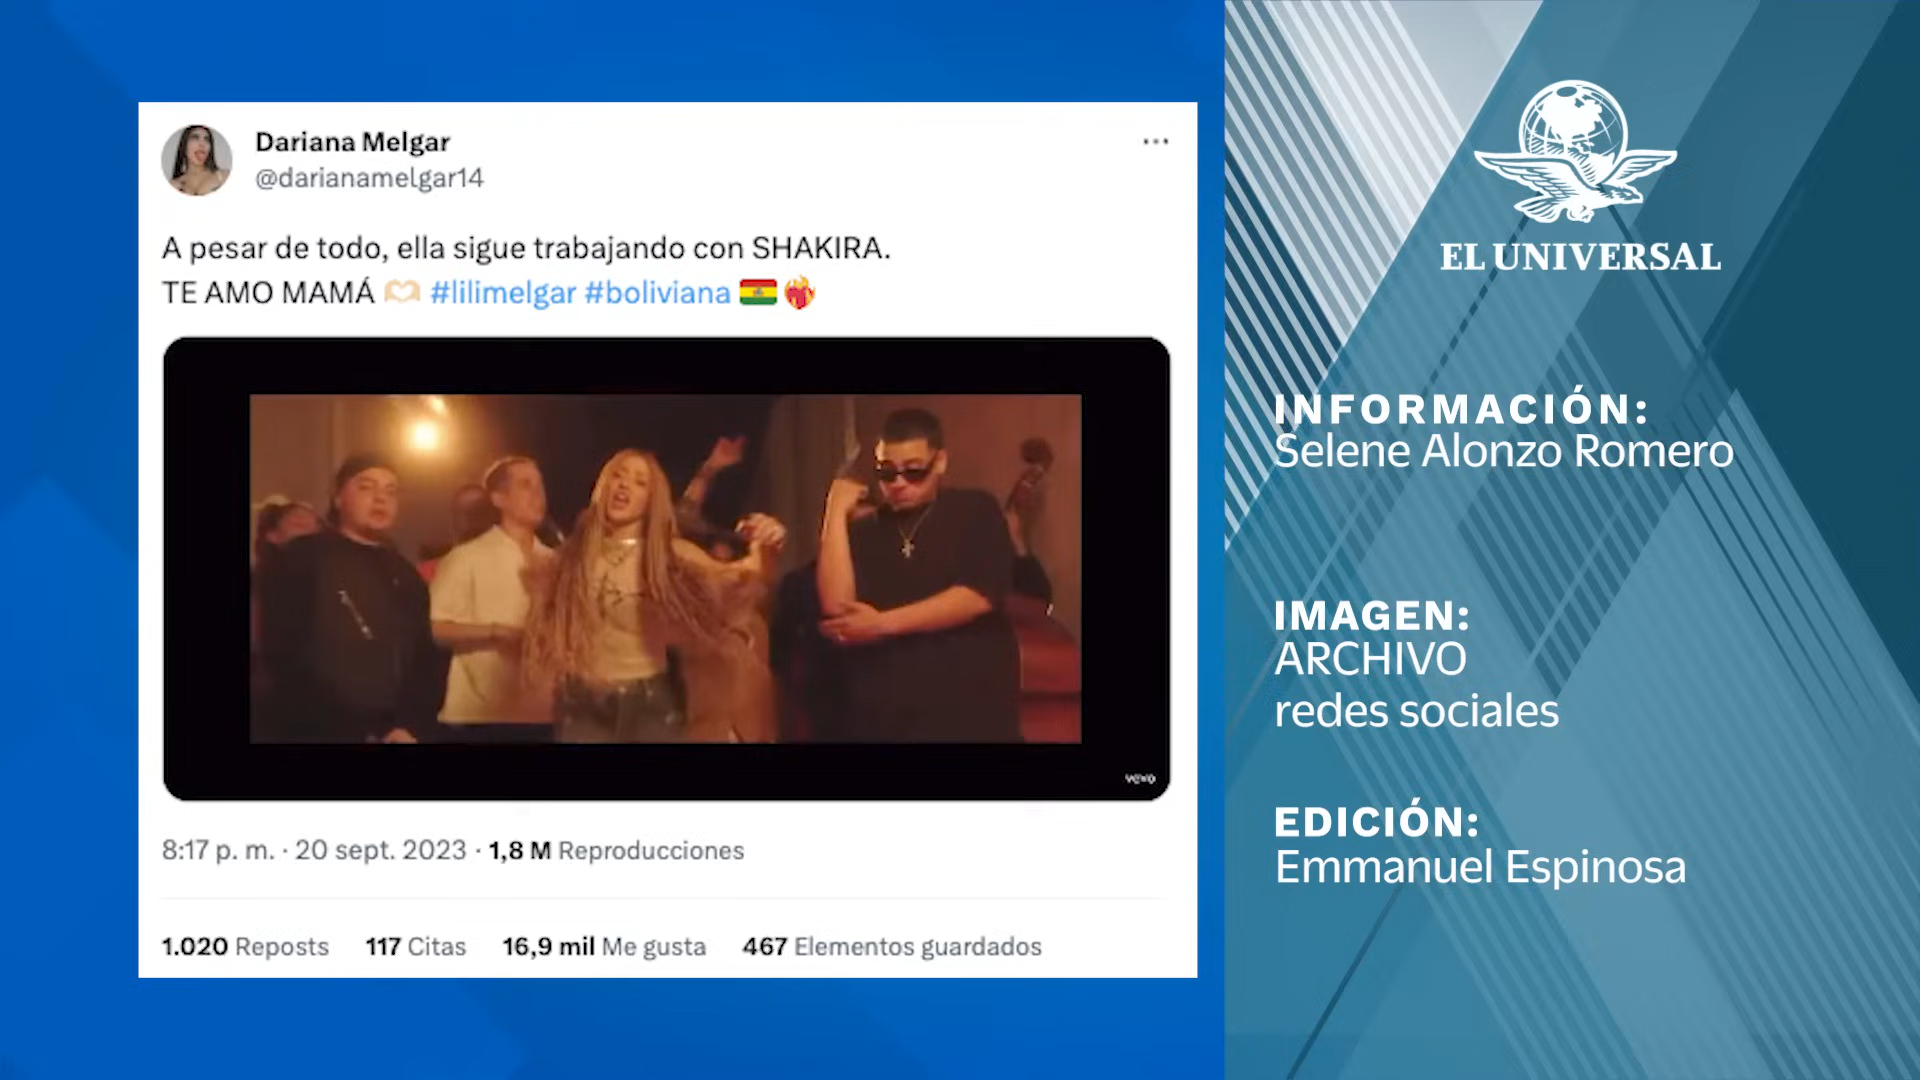 Dariana Melgar
@darianamelgar14
A pesar de todo, ella sigue trabajando con SHAKIRA.
TE AMO MAMÁ 🫶🏻 #lilimelgar #boliviana 🇧🇴❤️‍🔥
vevo
8:17 p. m. · 20 sept. 2023 · 1,8 M Reproducciones
1.020 Reposts 117 Citas 16,9 mil Me gusta 467 Elementos guardados
EL UNIVERSAL
INFORMACIÓN:
Selene Alonzo Romero
IMAGEN:
ARCHIVO
redes sociales
EDICIÓN:
Emmanuel Espinosa